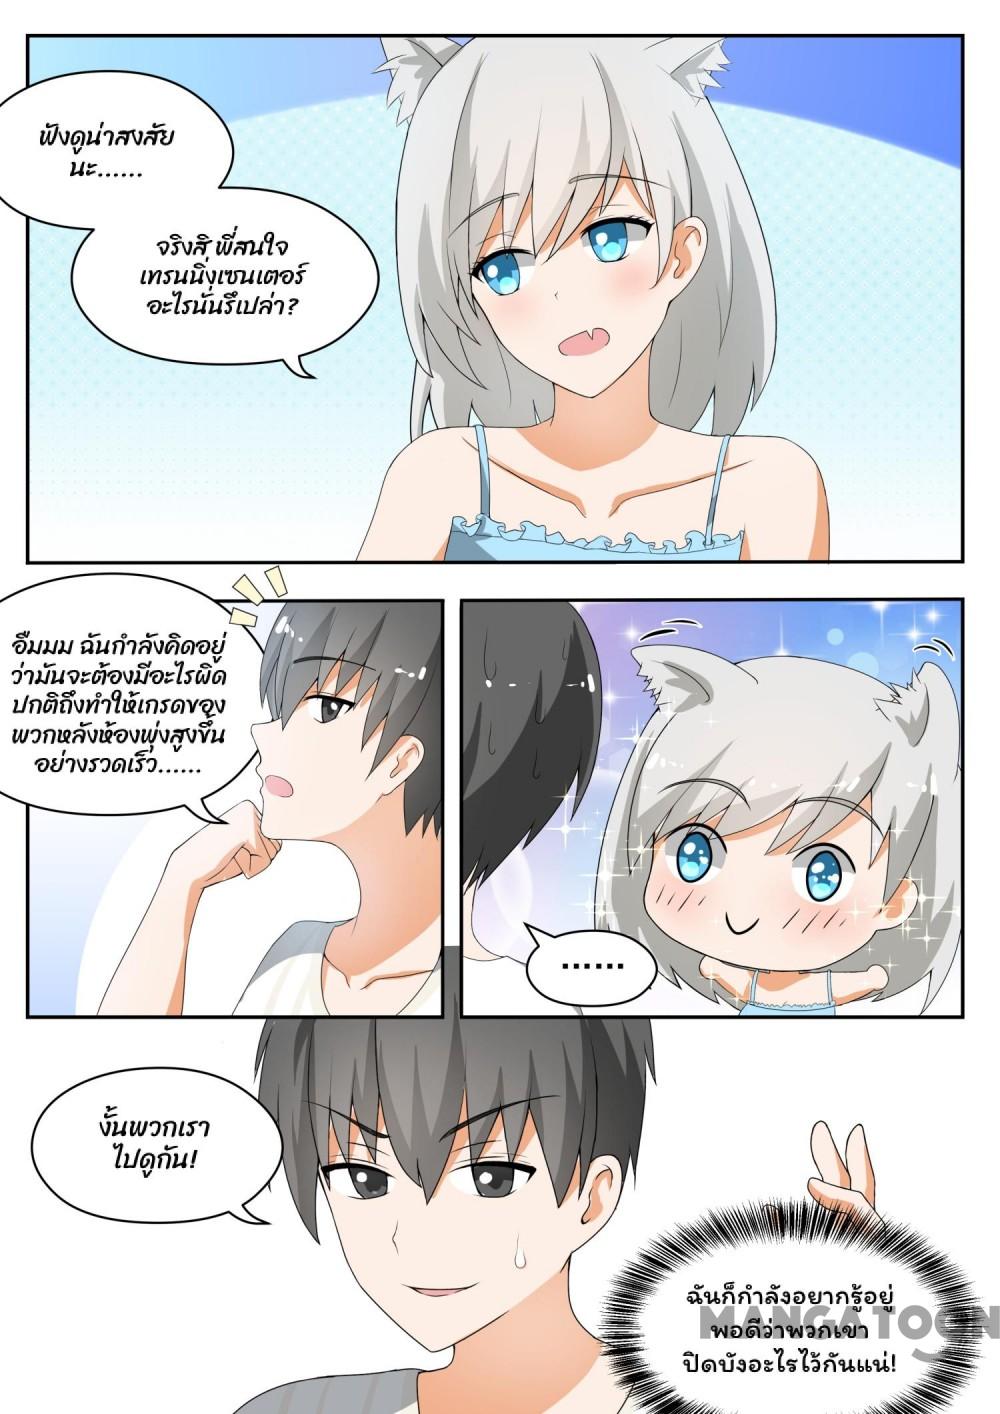 ฟังดูน่าสงสัย
นะ......
จริงสิ พี่สนใจ
เทรนนิ่งเซนเตอร์
อะไรนั่นรึเปล่า?
อืมมม ฉันกำลังคิดอยู่
ว่ามันจะต้องมีอะไรผิด
ปกติถึงทำให้เกรดของ
พวกหลังห้องพุ่งสูงขึ้น
อย่างรวดเร็ว......
......
งั้นพวกเรา
ไปดูกัน!
ฉันก็กำลังอยากรู้อยู่
พอดีว่าพวกเขา
ปิดบังอะไรไว้กันแน่!
MANGATOON